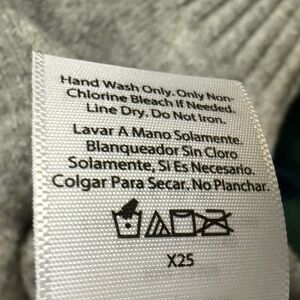 Hand Wash Only. Only Non-
Chlorine Bleach If Needed.
Line Dry. Do Not Iron.
Lavar A Mano Solamente.
Blanqueador Sin Cloro
Solamente, Si Es Necesario.
Colgar Para Secar. No Planchar.
X25